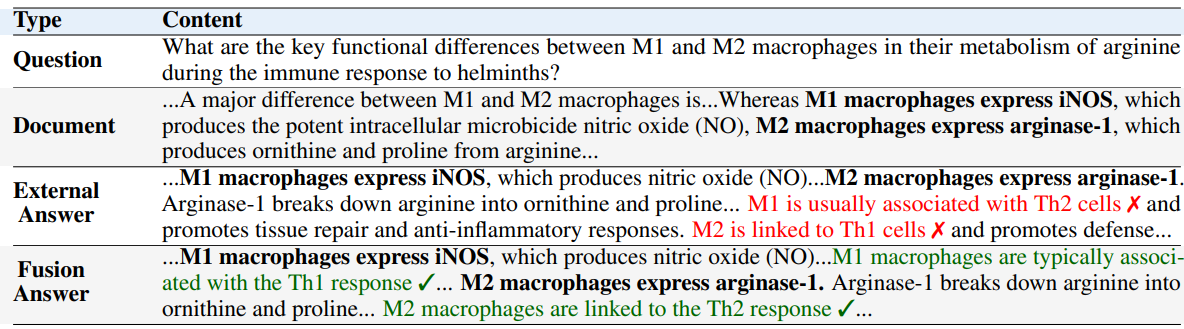 Type Content
Question What are the key functional differences between M1 and M2 macrophages in their metabolism of arginine
during the immune response to helminths?
Document ...A major difference between M1 and M2 macrophages is...Whereas M1 macrophages express iNOS, which
produces the potent intracellular microbicide nitric oxide (NO), M2 macrophages express arginase-1, which
produces ornithine and proline from arginine...
External Answer ...M1 macrophages express iNOS, which produces nitric oxide (NO)...M2 macrophages express arginase-1.
Arginase-1 breaks down arginine into ornithine and proline... M1 is usually associated with Th2 cells ✗ and
promotes tissue repair and anti-inflammatory responses. M2 is linked to Th1 cells ✗ and promotes defense...
Fusion Answer ...M1 macrophages express iNOS, which produces nitric oxide (NO)...M1 macrophages are typically associ-
ated with the Th1 response ✓... M2 macrophages express arginase-1. Arginase-1 breaks down arginine into
ornithine and proline... M2 macrophages are linked to the Th2 response ✓...